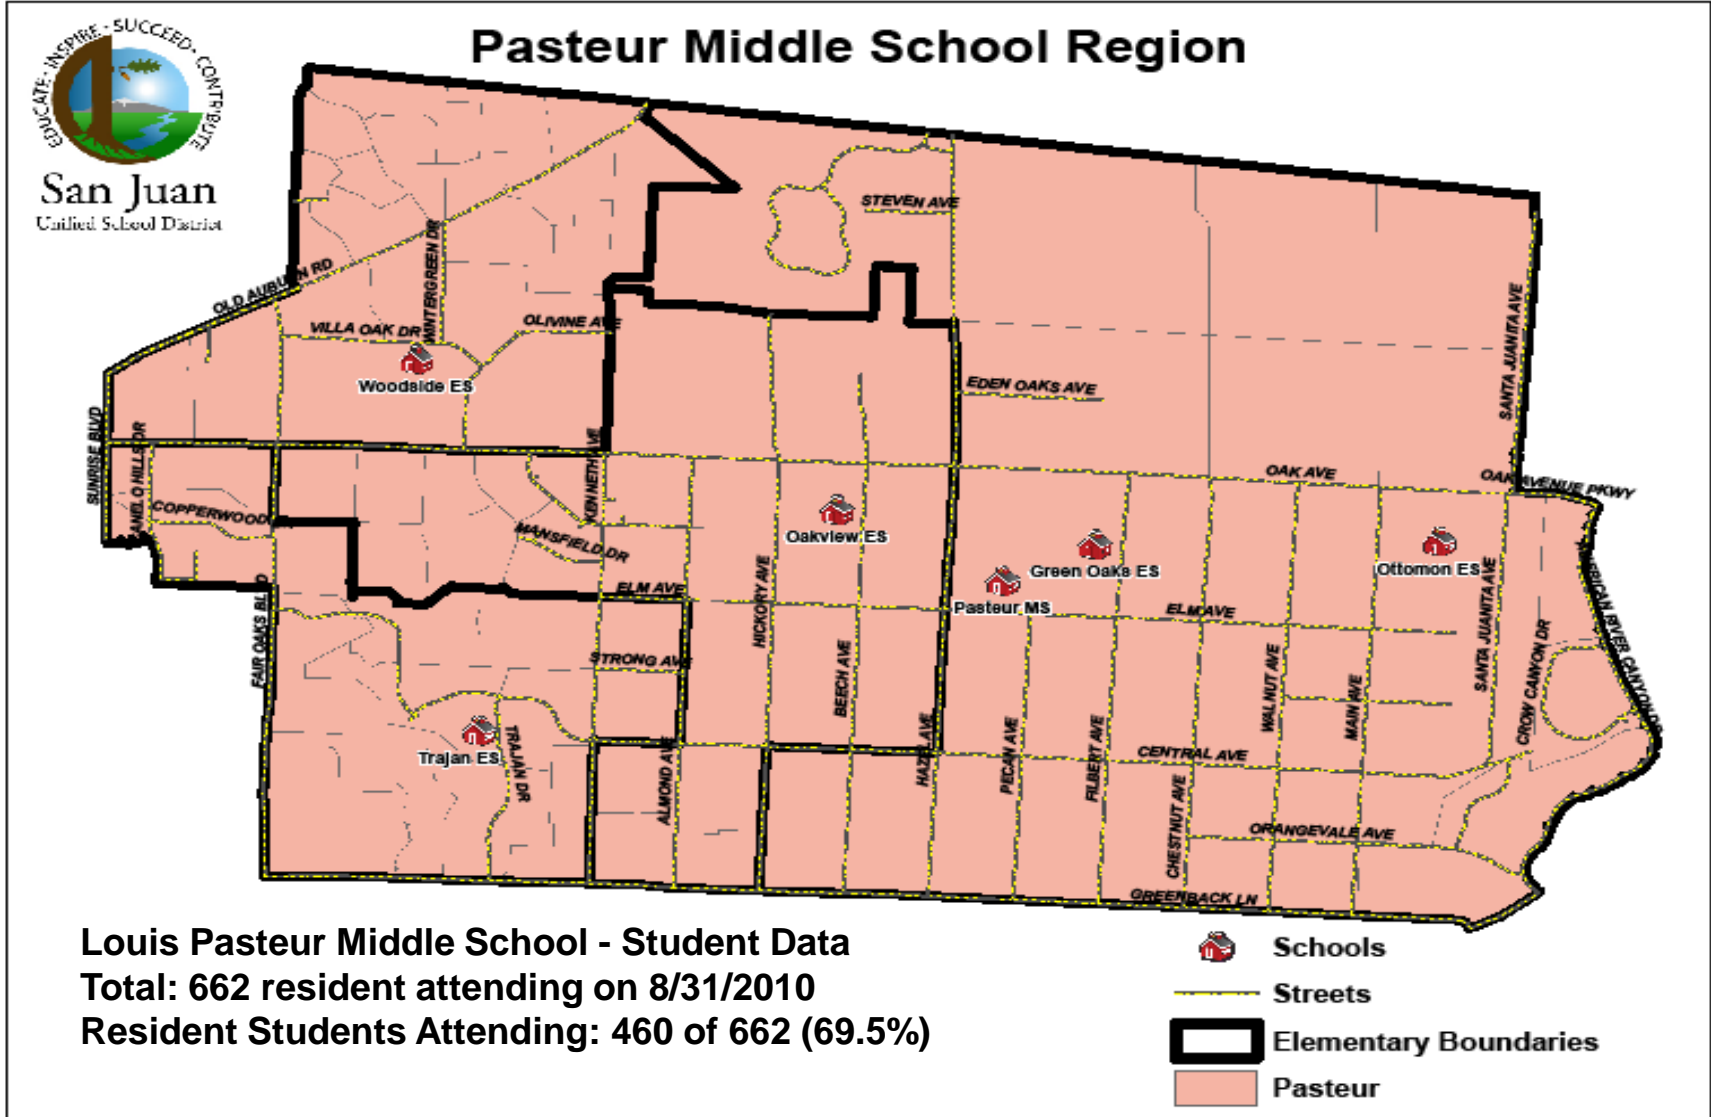 Pasteur Middle School Region
EDUCATE · INSPIRE · SUCCEED · CONTRIBUTE
San Juan
Unified School District
STEVEN AVE
OLD AUBURN RD
WINTERGREEN DR
VILLA OAK DR
OLIVINE AVE
Woodside ES
SANTA JUANITA AVE
EDEN OAKS AVE
SUNRISE BLVD
KENNETH AVE
OAK AVE
OAK AVENUE PKWY
COPPERWOOD
MANSFIELD DR
Oakview ES
Green Oaks ES
Ottomon ES
Pasteur MS
ELM AVE
ELM AVE
HICKORY AVE
FAIR OAKS BLVD
STRONG AVE
BEECH AVE
WALNUT AVE
MAIN AVE
SANTA JUANITA AVE
CROW CANYON DR
AMERICAN RIVER CANYON DR
Trajan ES
TRAJAN DR
ALMOND AVE
HAZEL AVE
PECAN AVE
FILBERT AVE
CENTRAL AVE
CHESTNUT AVE
ORANGEVALE AVE
GREENBACK LN
Louis Pasteur Middle School - Student Data
Total: 662 resident attending on 8/31/2010
Resident Students Attending: 460 of 662 (69.5%)
Schools
Streets
Elementary Boundaries
Pasteur